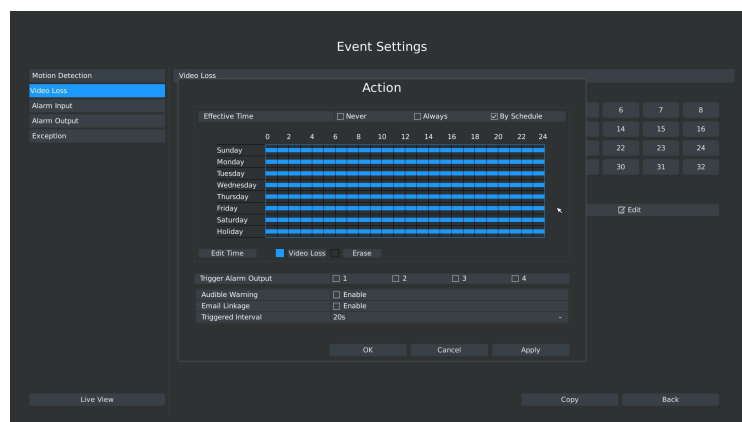 Event Settings
Motion Detection
Video Loss
Alarm Input
Alarm Output
Exception
Video Loss
Action
Effective Time Never Always By Schedule
0 2 4 6 8 10 12 14 16 18 20 22 24
Sunday
Monday
Tuesday
Wednesday
Thursday
Friday
Saturday
Holiday
Edit Time Video Loss Erase
Trigger Alarm Output 1 2 3 4
Audible Warning Enable
Email Linkage Enable
Triggered Interval 20s
OK Cancel Apply
6 7 8
14 15 16
22 23 24
30 31 32
Edit
Live View Copy Back